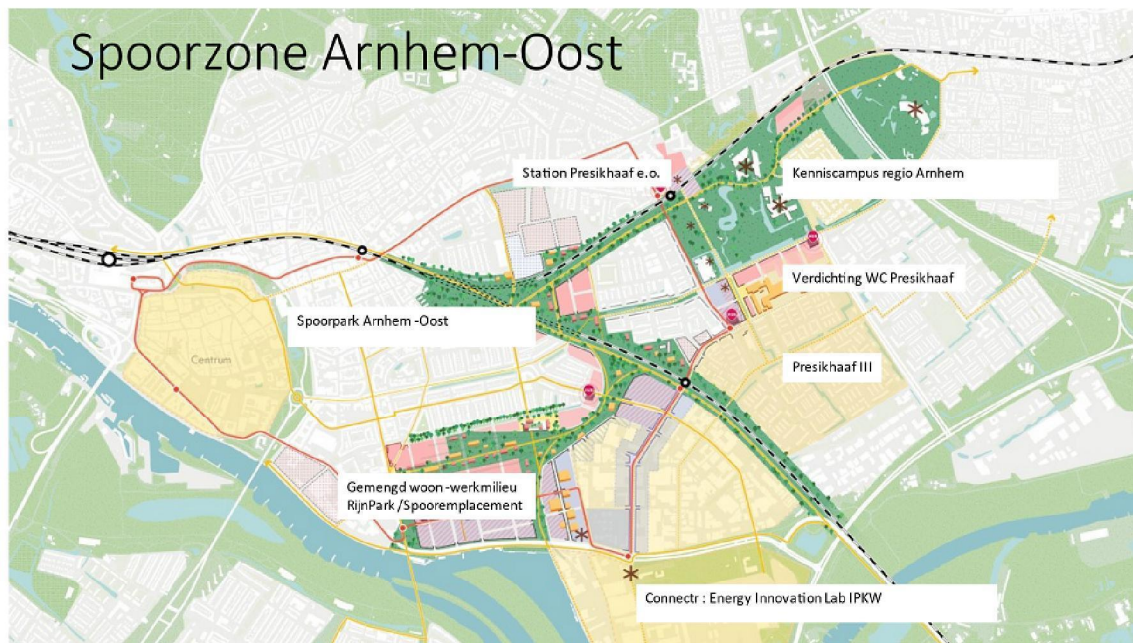 Spoorzone Arnhem-Oost
Station Presikhaaf e.o.
Kenniscampus regio Arnhem
Verdichting WC Presikhaaf
Spoorpark Arnhem -Oost
Centrum
Presikhaaf III
Gemengd woon -werkmilieu
RijnPark /Spooremplacement
Connectr : Energy Innovation Lab IPKW